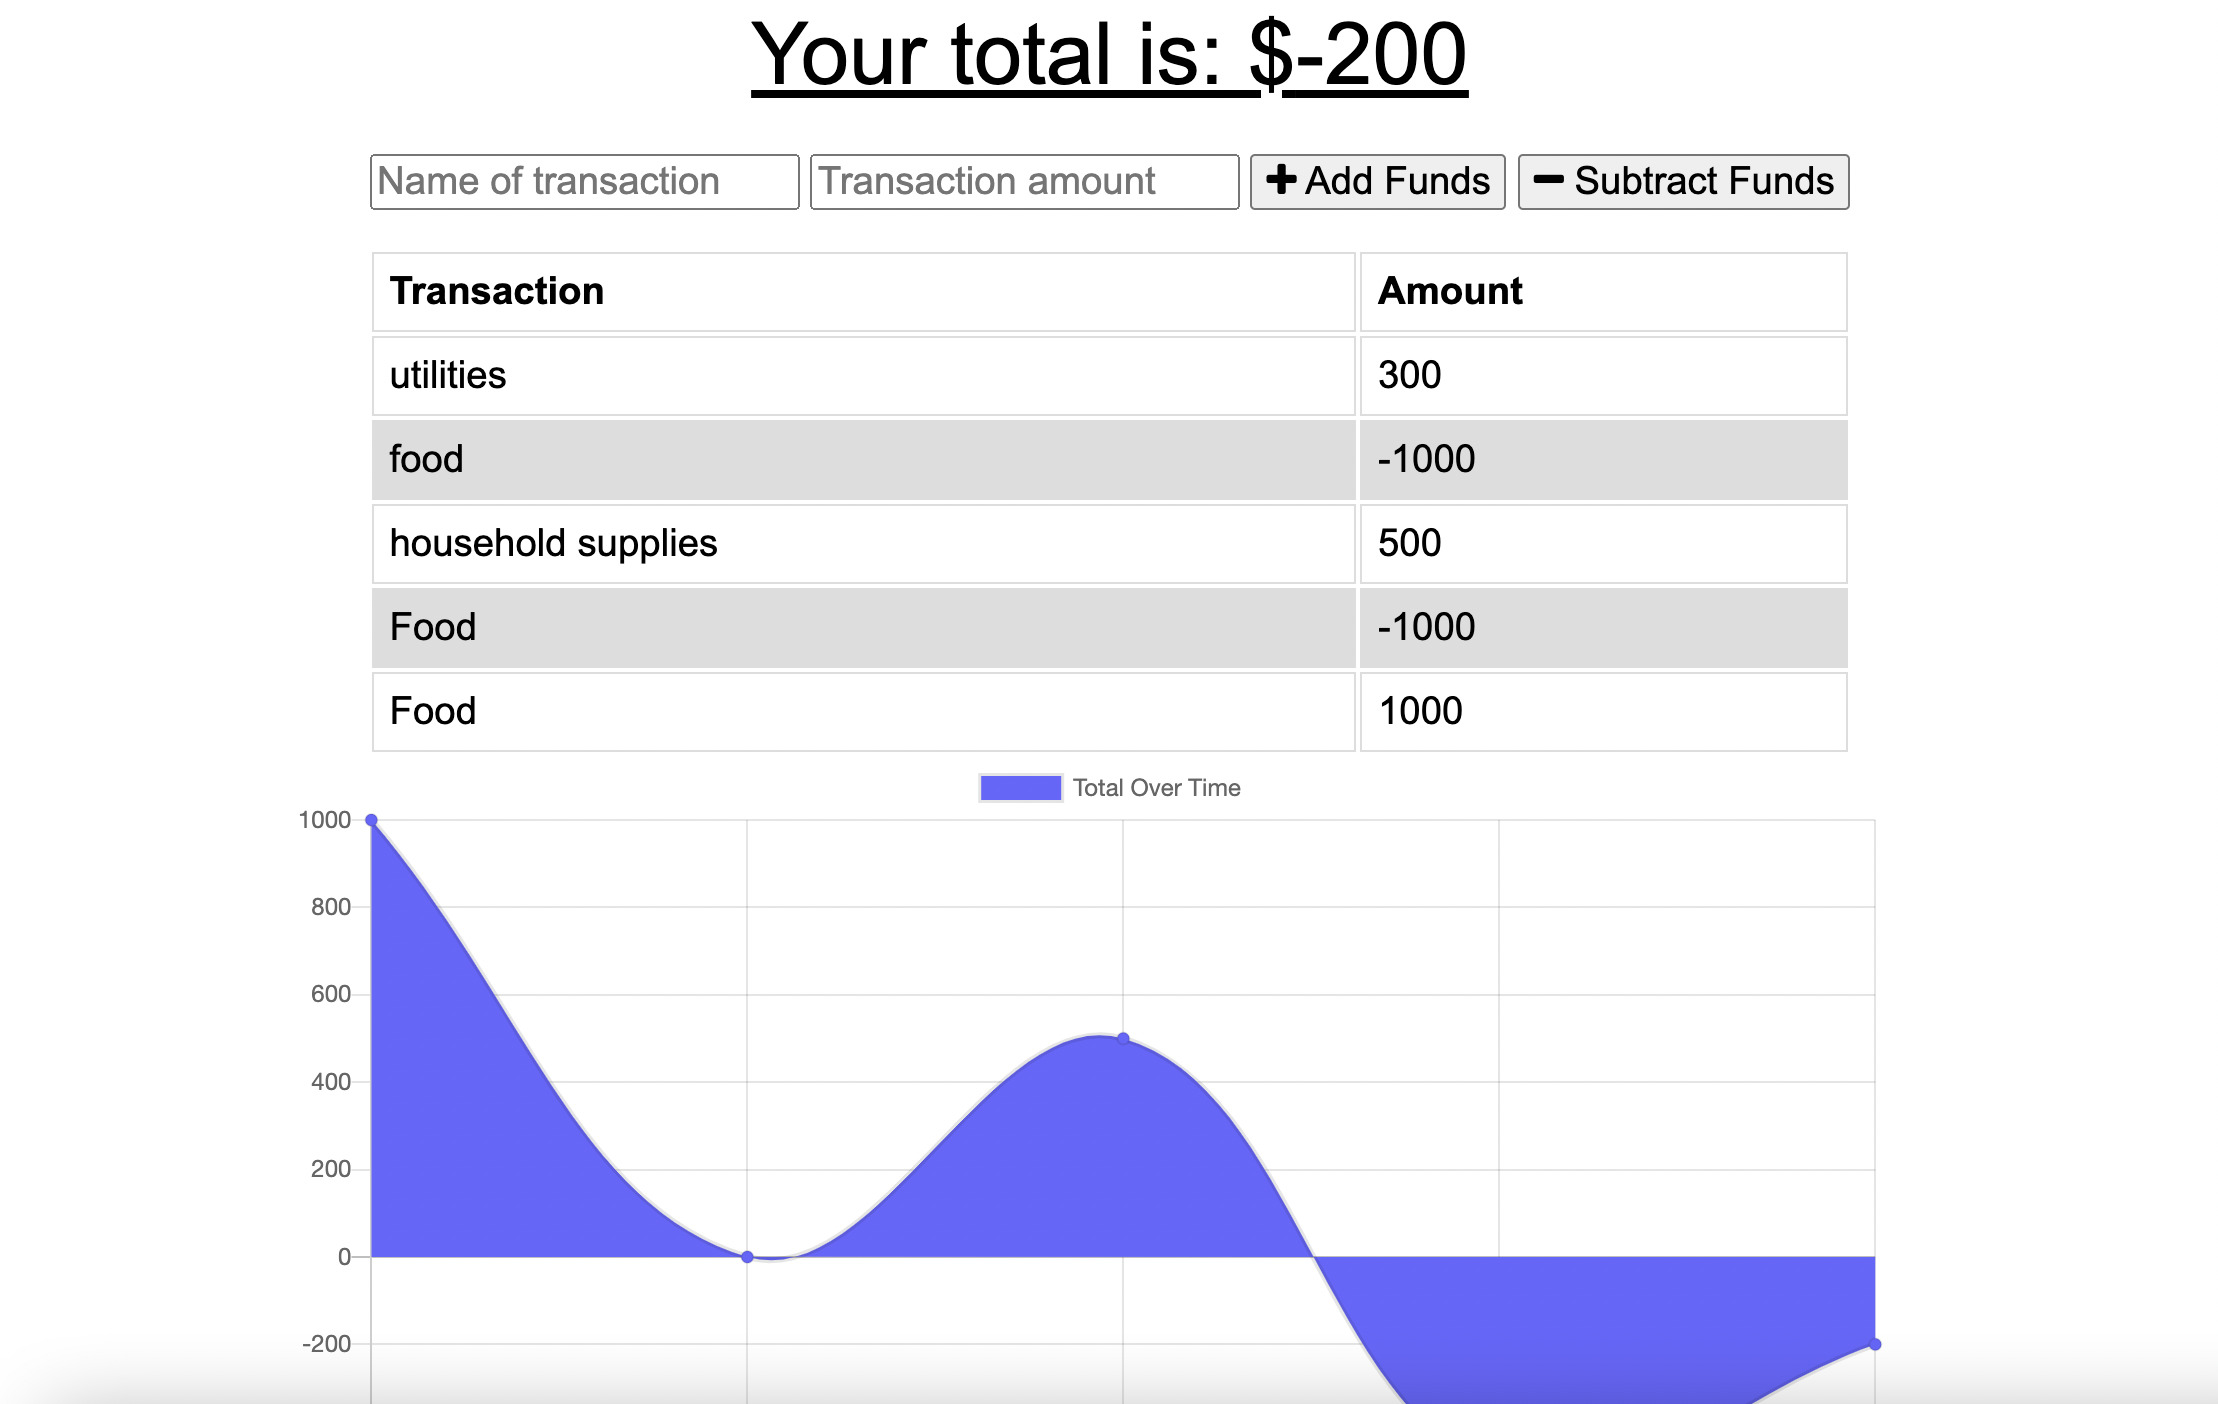 Your total is: $-200
Name of transaction Transaction amount Add Funds Subtract Funds
Transaction Amount
utilities 300
food -1000
household supplies 500
Food -1000
Food 1000
Total Over Time
1000
800
600
400
200
0
-200